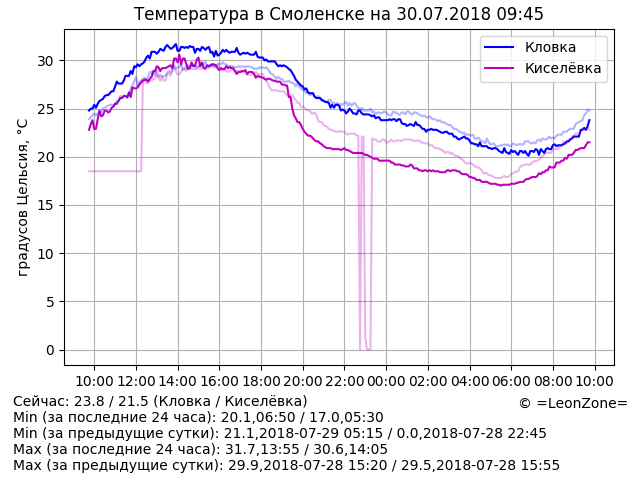 Температура в Смоленске на 30.07.2018 09:45
Кловка
Киселёвка
градусов Цельсия, °C
30
25
20
15
10
5
0
10:00 12:00 14:00 16:00 18:00 20:00 22:00 00:00 02:00 04:00 06:00 08:00 10:00
Сейчас: 23.8 / 21.5 (Кловка / Киселёвка)
© =LeonZone=
Min (за последние 24 часа): 20.1,06:50 / 17.0,05:30
Min (за предыдущие сутки): 21.1,2018-07-29 05:15 / 0.0,2018-07-28 22:45
Max (за последние 24 часа): 31.7,13:55 / 30.6,14:05
Max (за предыдущие сутки): 29.9,2018-07-28 15:20 / 29.5,2018-07-28 15:55